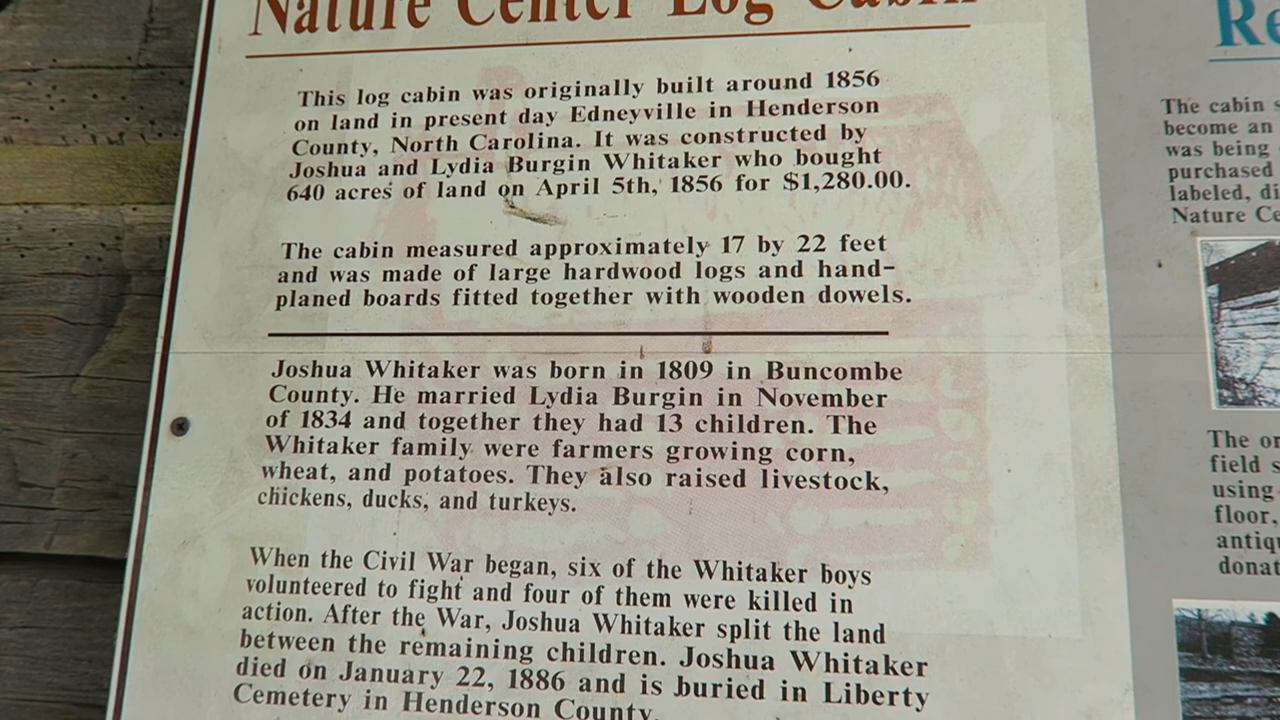 Nature Center Log Cabin
This log cabin was originally built around 1856
on land in present day Edneyville in Henderson
County, North Carolina. It was constructed by
Joshua and Lydia Burgin Whitaker who bought
640 acres of land on April 5th, 1856 for $1,280.00.
The cabin measured approximately 17 by 22 feet
and was made of large hardwood logs and hand-
planed boards fitted together with wooden dowels.
Joshua Whitaker was born in 1809 in Buncombe
County. He married Lydia Burgin in November
of 1834 and together they had 13 children. The
Whitaker family were farmers growing corn,
wheat, and potatoes. They also raised livestock,
chickens, ducks, and turkeys.
When the Civil War began, six of the Whitaker boys
volunteered to fight and four of them were killed in
action. After the War, Joshua Whitaker split the land
between the remaining children. Joshua Whitaker
died on January 22, 1886 and is buried in Liberty
Cemetery in Henderson County.
Re
The cabin s
become an
was being
purchased
labeled, di
Nature Ce
The or
field s
using
floor,
antiqu
donat